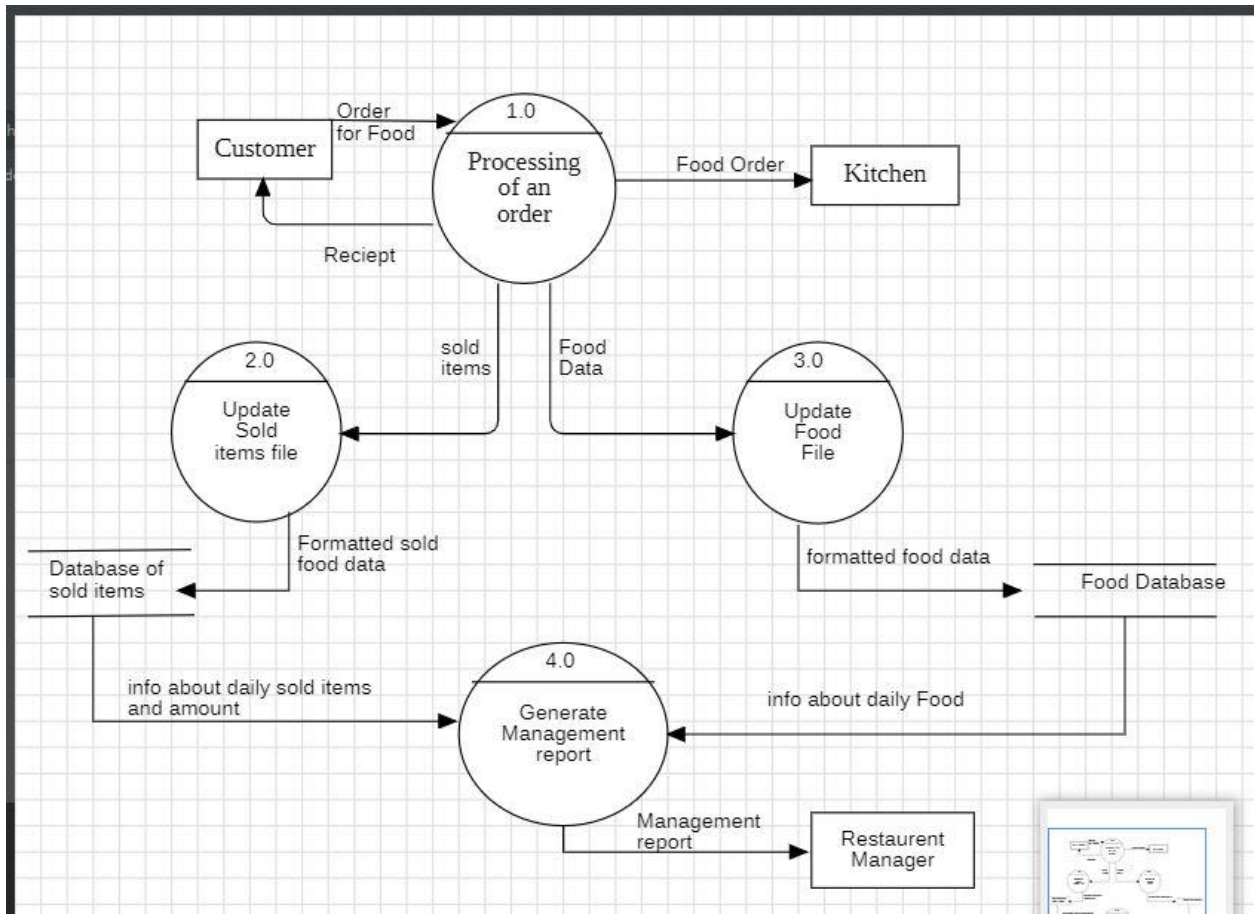 Order
for Food
1.0
Customer
Processing
of an
order
Food Order
Kitchen
Reciept
sold
items
Food
Data
2.0
Update
Sold
items file
3.0
Update
Food
File
Formatted sold
food data
Database of
sold items
formatted food data
Food Database
4.0
info about daily sold items
and amount
Generate
Management
report
info about daily Food
Management
report
Restaurent
Manager